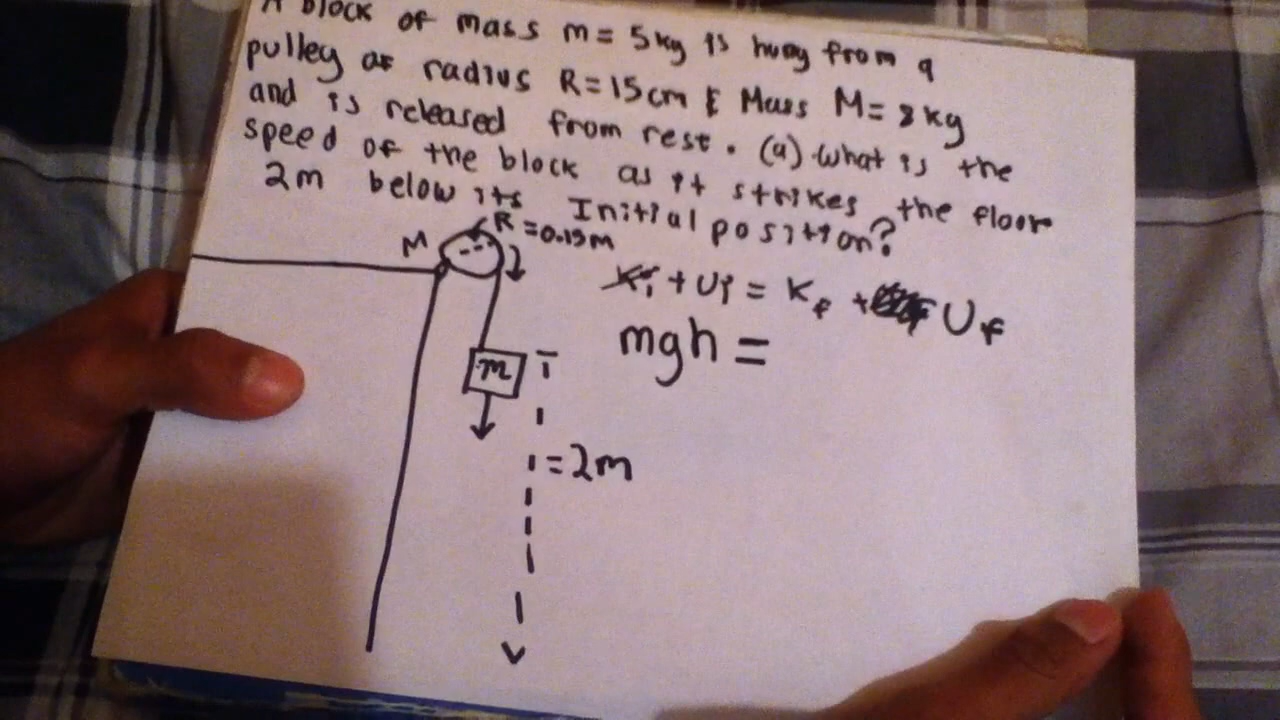 A block of mass m = 5kg is hung from a
pulley of radius R = 15cm & Mass M = 8kg
and is released from rest. (a) What is the
speed of the block as it strikes the floor
2m below its Initial position?
M R = 0.15m
Ki + Ui = Kf + Uf
mgh =
m
= 2m